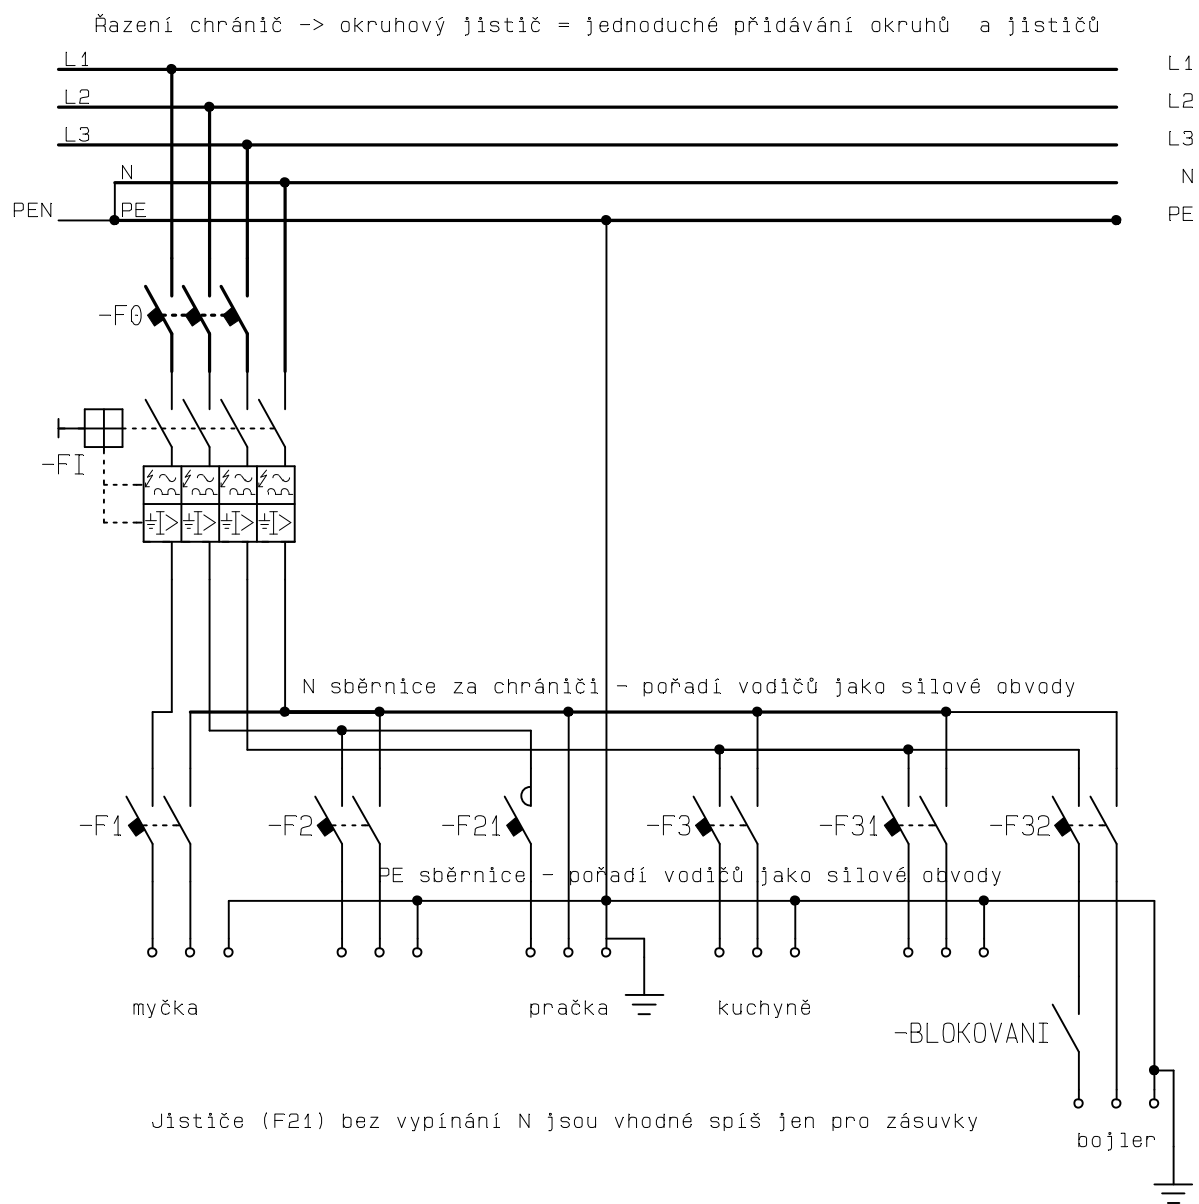 Řazení chránič -> okruhový jistič = jednoduché přidávání okruhů a jističů
L1 L1
L2 L2
L3 L3
N N
PEN PE PE
-F0
-FI
N sběrnice za chrániči - pořadí vodičů jako silové obvody
-F1 -F2 -F21 -F3 -F31 -F32
PE sběrnice - pořadí vodičů jako silové obvody
myčka pračka kuchyně
-BLOKOVANI
Jističe (F21) bez vypínání N jsou vhodné spíš jen pro zásuvky
bojler